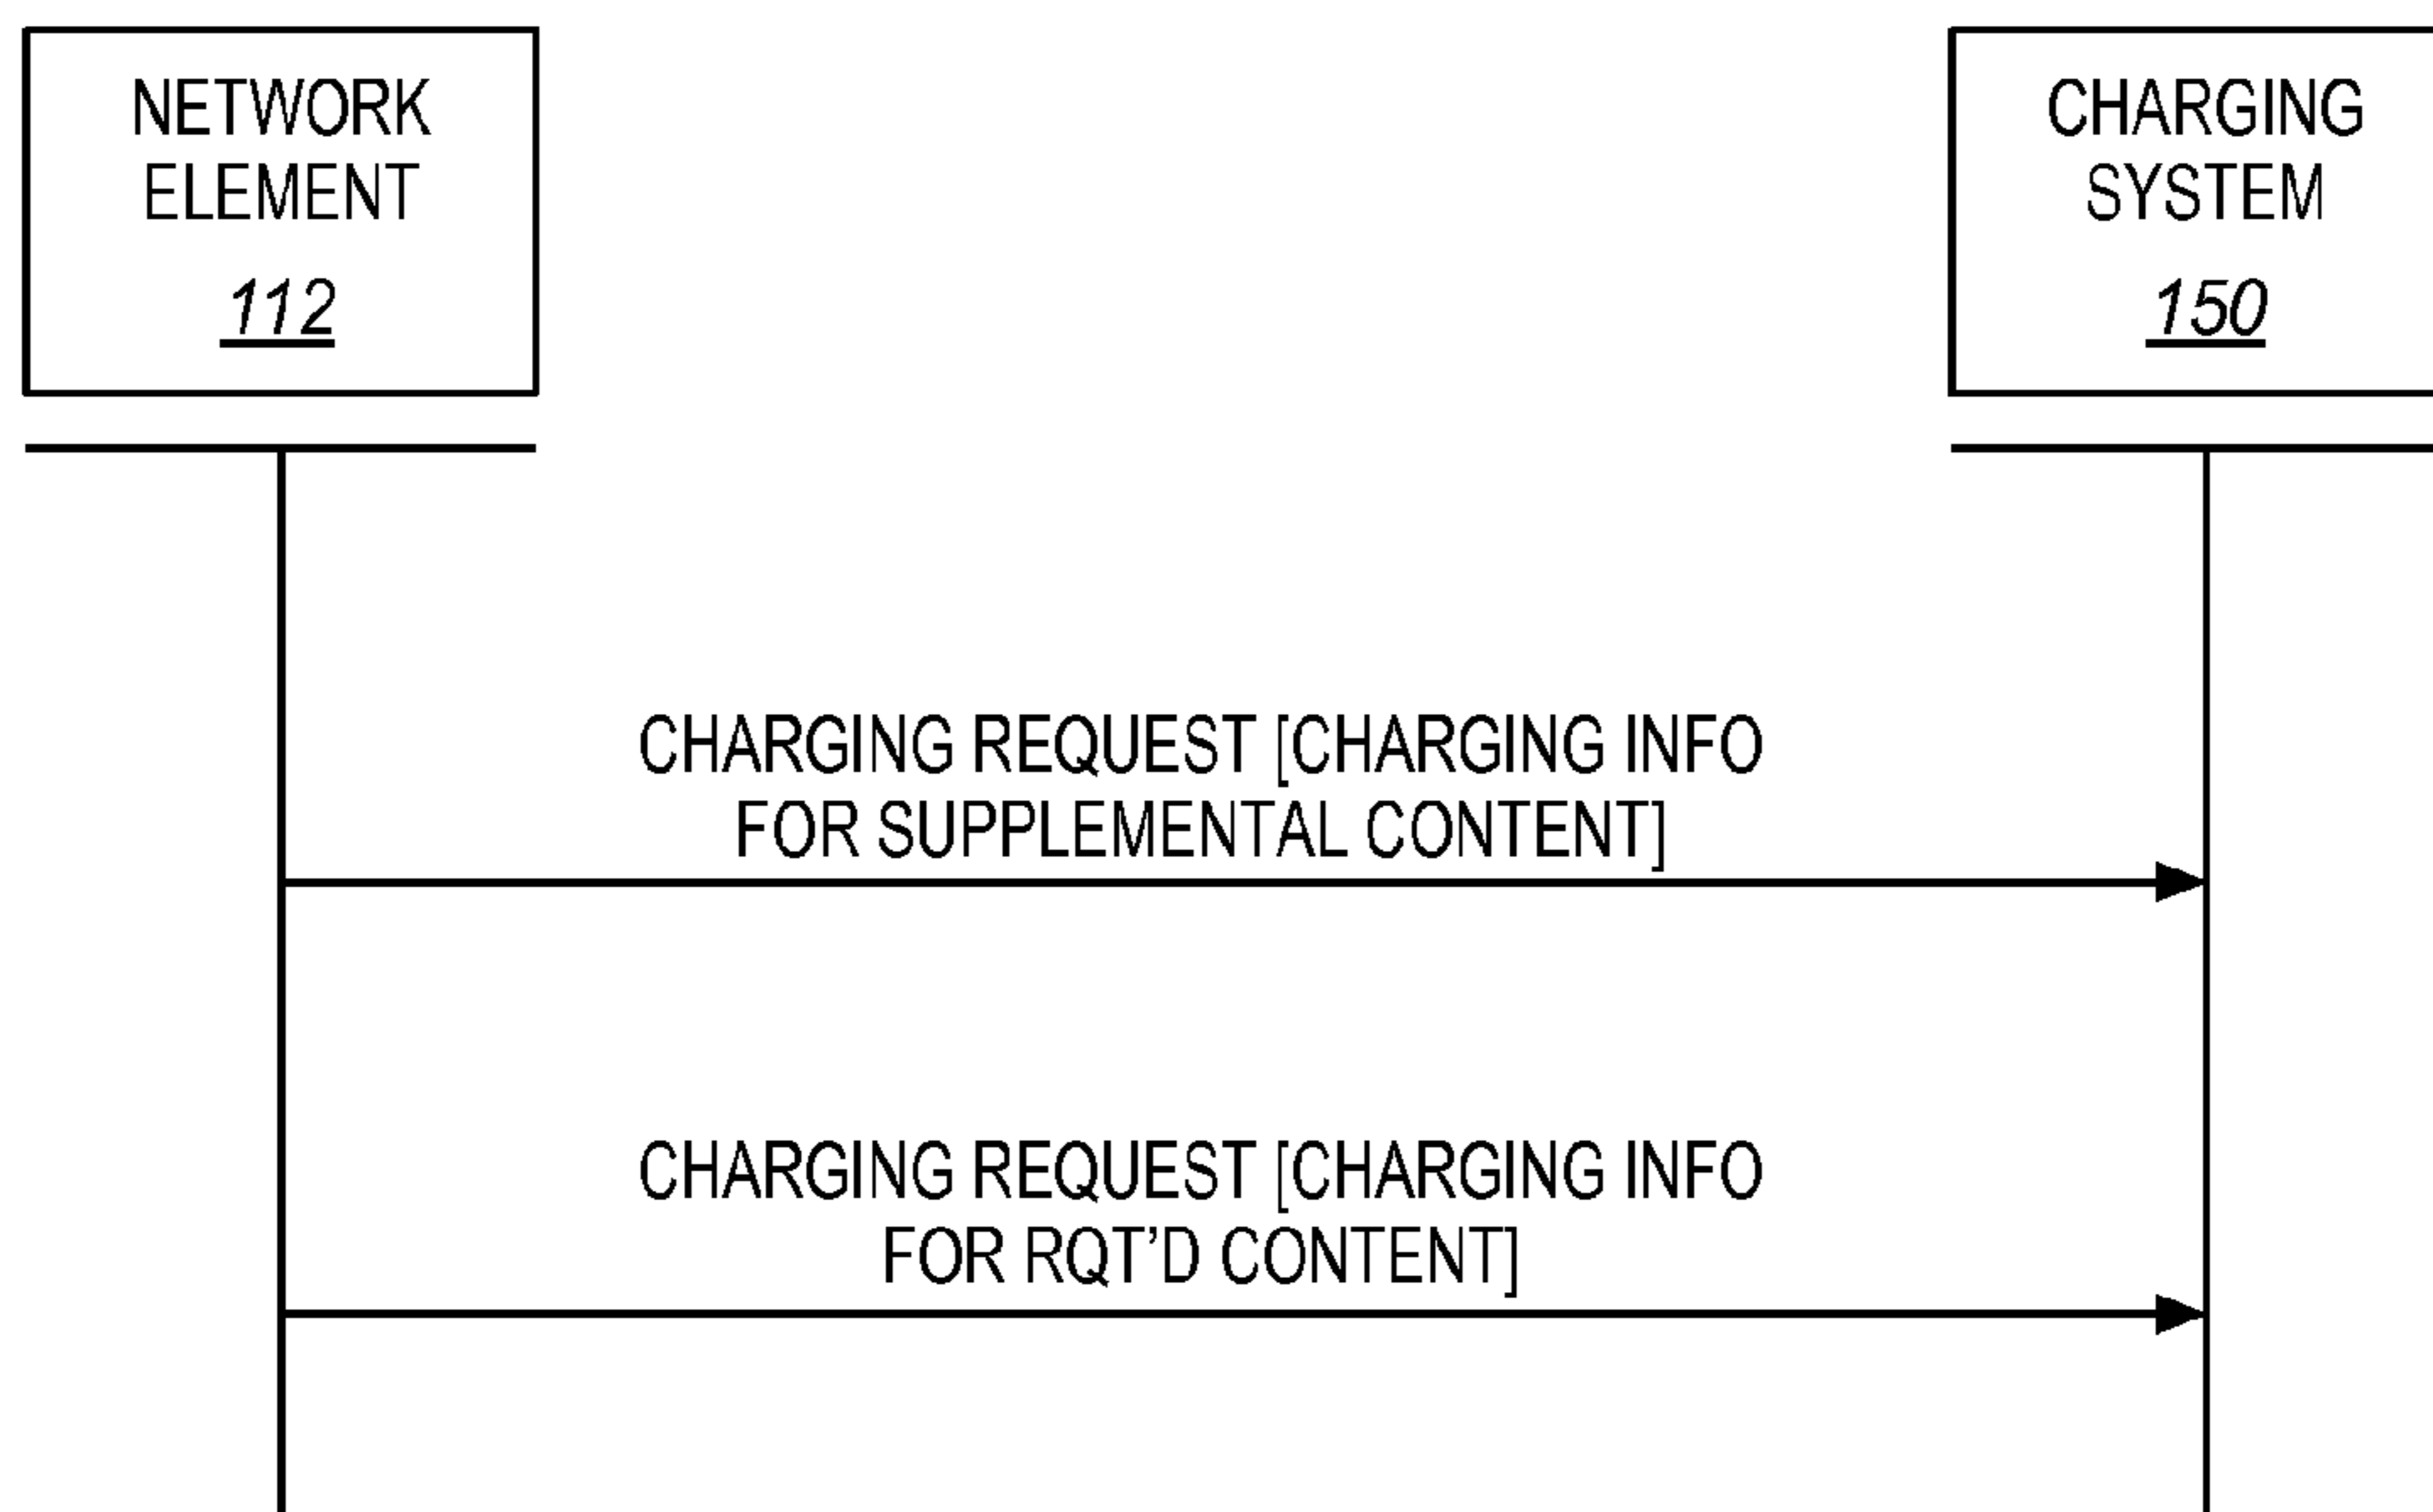 NETWORK
ELEMENT
112
CHARGING
SYSTEM
150
CHARGING REQUEST [CHARGING INFO
FOR SUPPLEMENTAL CONTENT]
CHARGING REQUEST [CHARGING INFO
FOR RQT’D CONTENT]